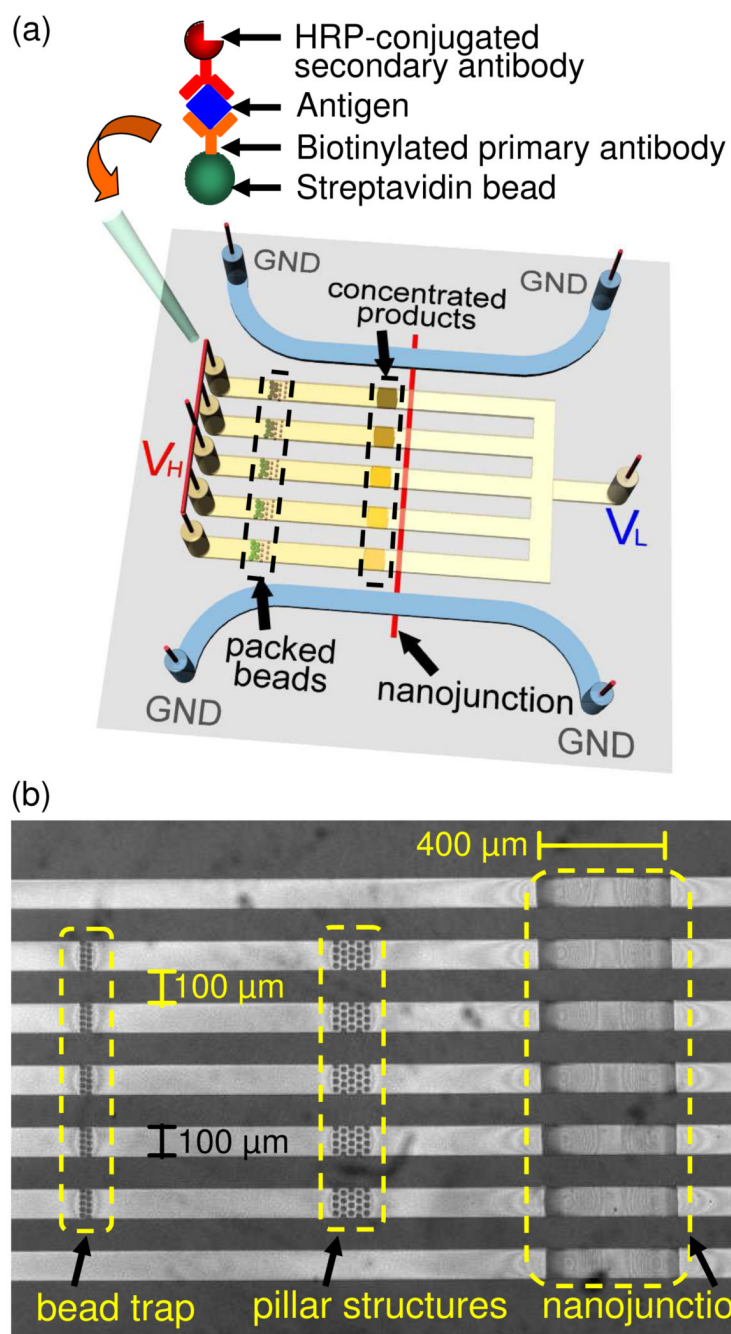 (a)
HRP-conjugated
secondary antibody
Antigen
Biotinylated primary antibody
Streptavidin bead
GND
GND
concentrated
products
VH
VL
packed
beads
nanojunction
GND
GND
(b)
400 µm
100 µm
100 µm
bead trap
pillar structures
nanojunctio